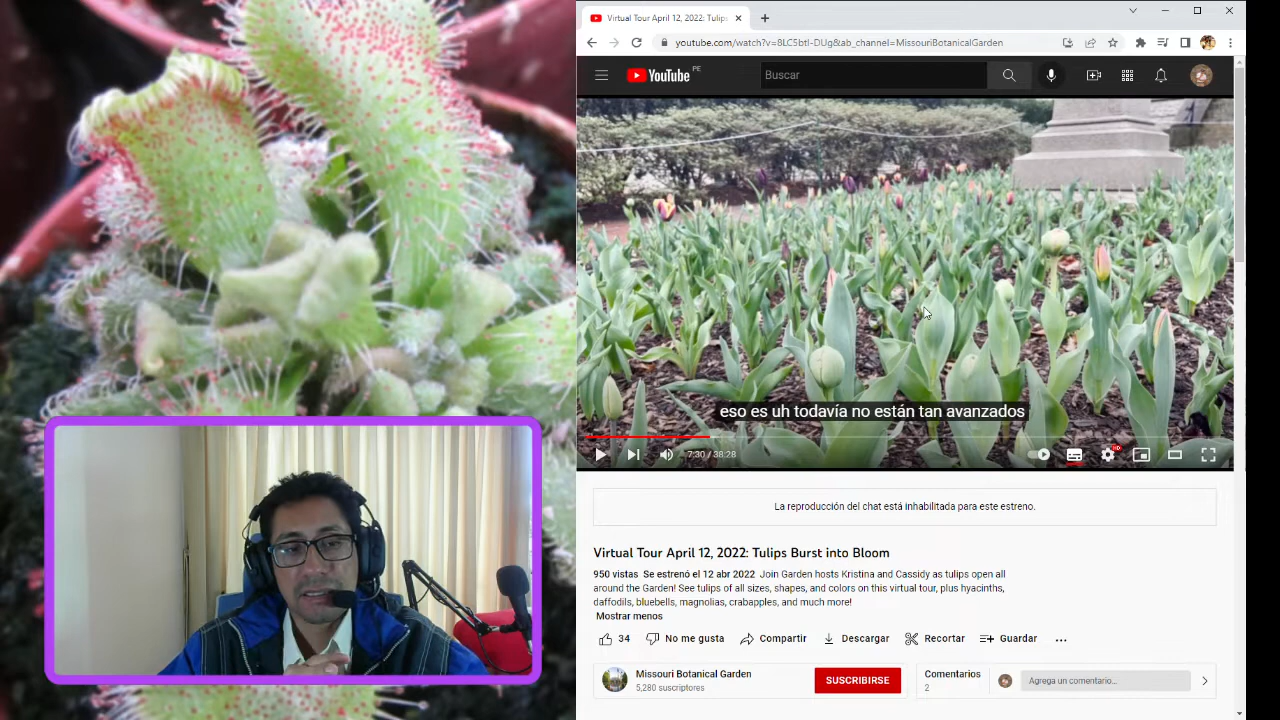 Virtual Tour April 12, 2022: Tulips
youtube.com/watch?v=8LC5btI-DUg&ab_channel=MissouriBotanicalGarden
YouTube PE
Buscar
eso es uh todavía no están tan avanzados
7:30 / 38:28
HD
La reproducción del chat está inhabilitada para este estreno.
Virtual Tour April 12, 2022: Tulips Burst into Bloom
950 vistas Se estrenó el 12 abr 2022 Join Garden hosts Kristina and Cassidy as tulips open all
around the Garden! See tulips of all sizes, shapes, and colors on this virtual tour, plus hyacinths,
daffodils, bluebells, magnolias, crabapples, and much more!
Mostrar menos
34 No me gusta Compartir Descargar Recortar Guardar
Missouri Botanical Garden
5,280 suscriptores
SUSCRIBIRSE
Comentarios
2
Agrega un comentario...